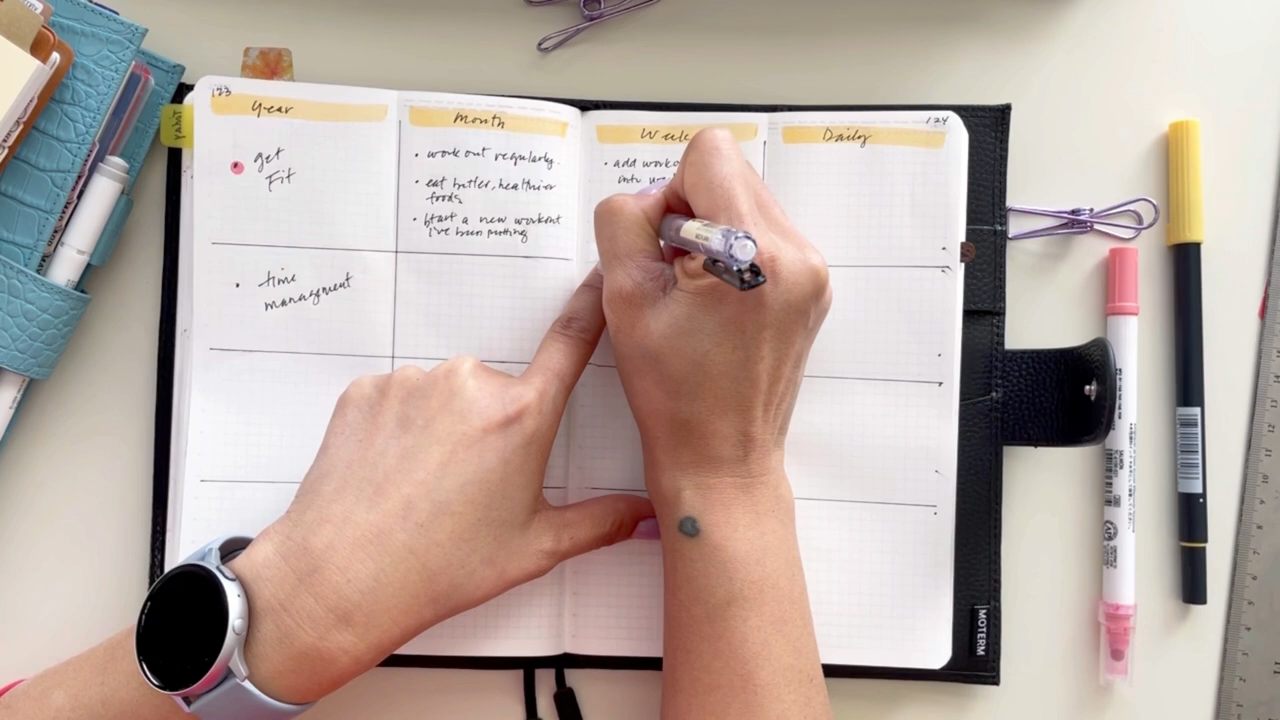 123
Year
Month
Week
Daily
124
• get
Fit
• work out regularly.
• eat better, healthier
foods
• start a new workout
I've been putting
• add
into
• time
management
MOTERM